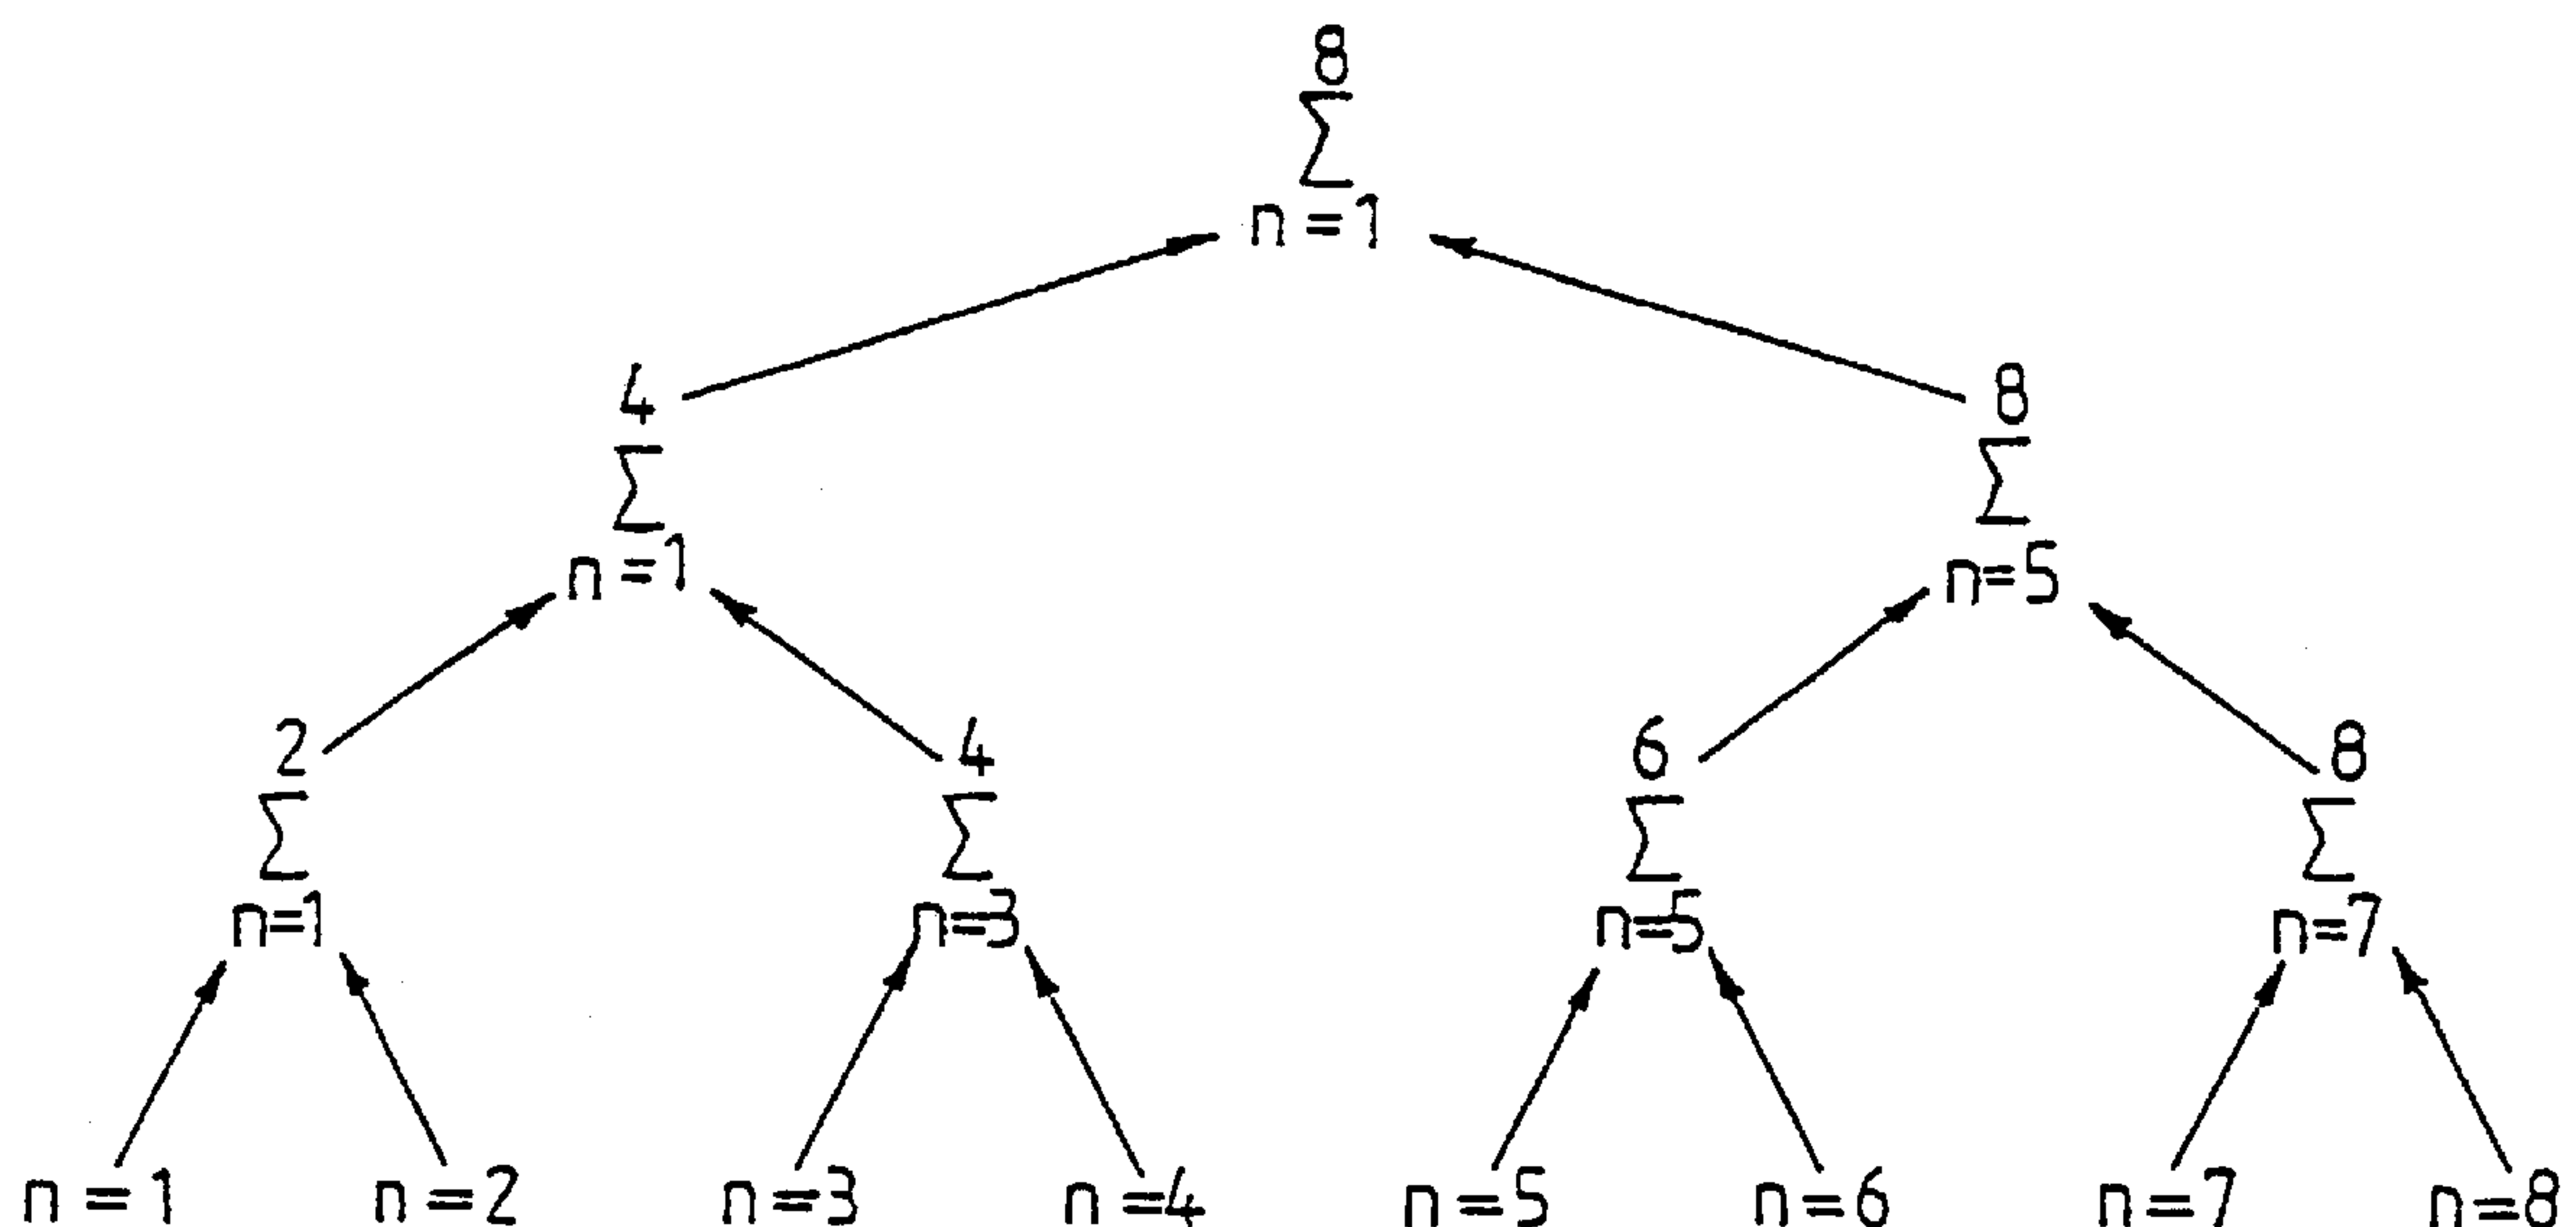 8
∑
n=1
4 8
∑ ∑
n=1 n=5
2 4 6 8
∑ ∑ ∑ ∑
n=1 n=3 n=5 n=7
n=1 n=2 n=3 n=4 n=5 n=6 n=7 n=8